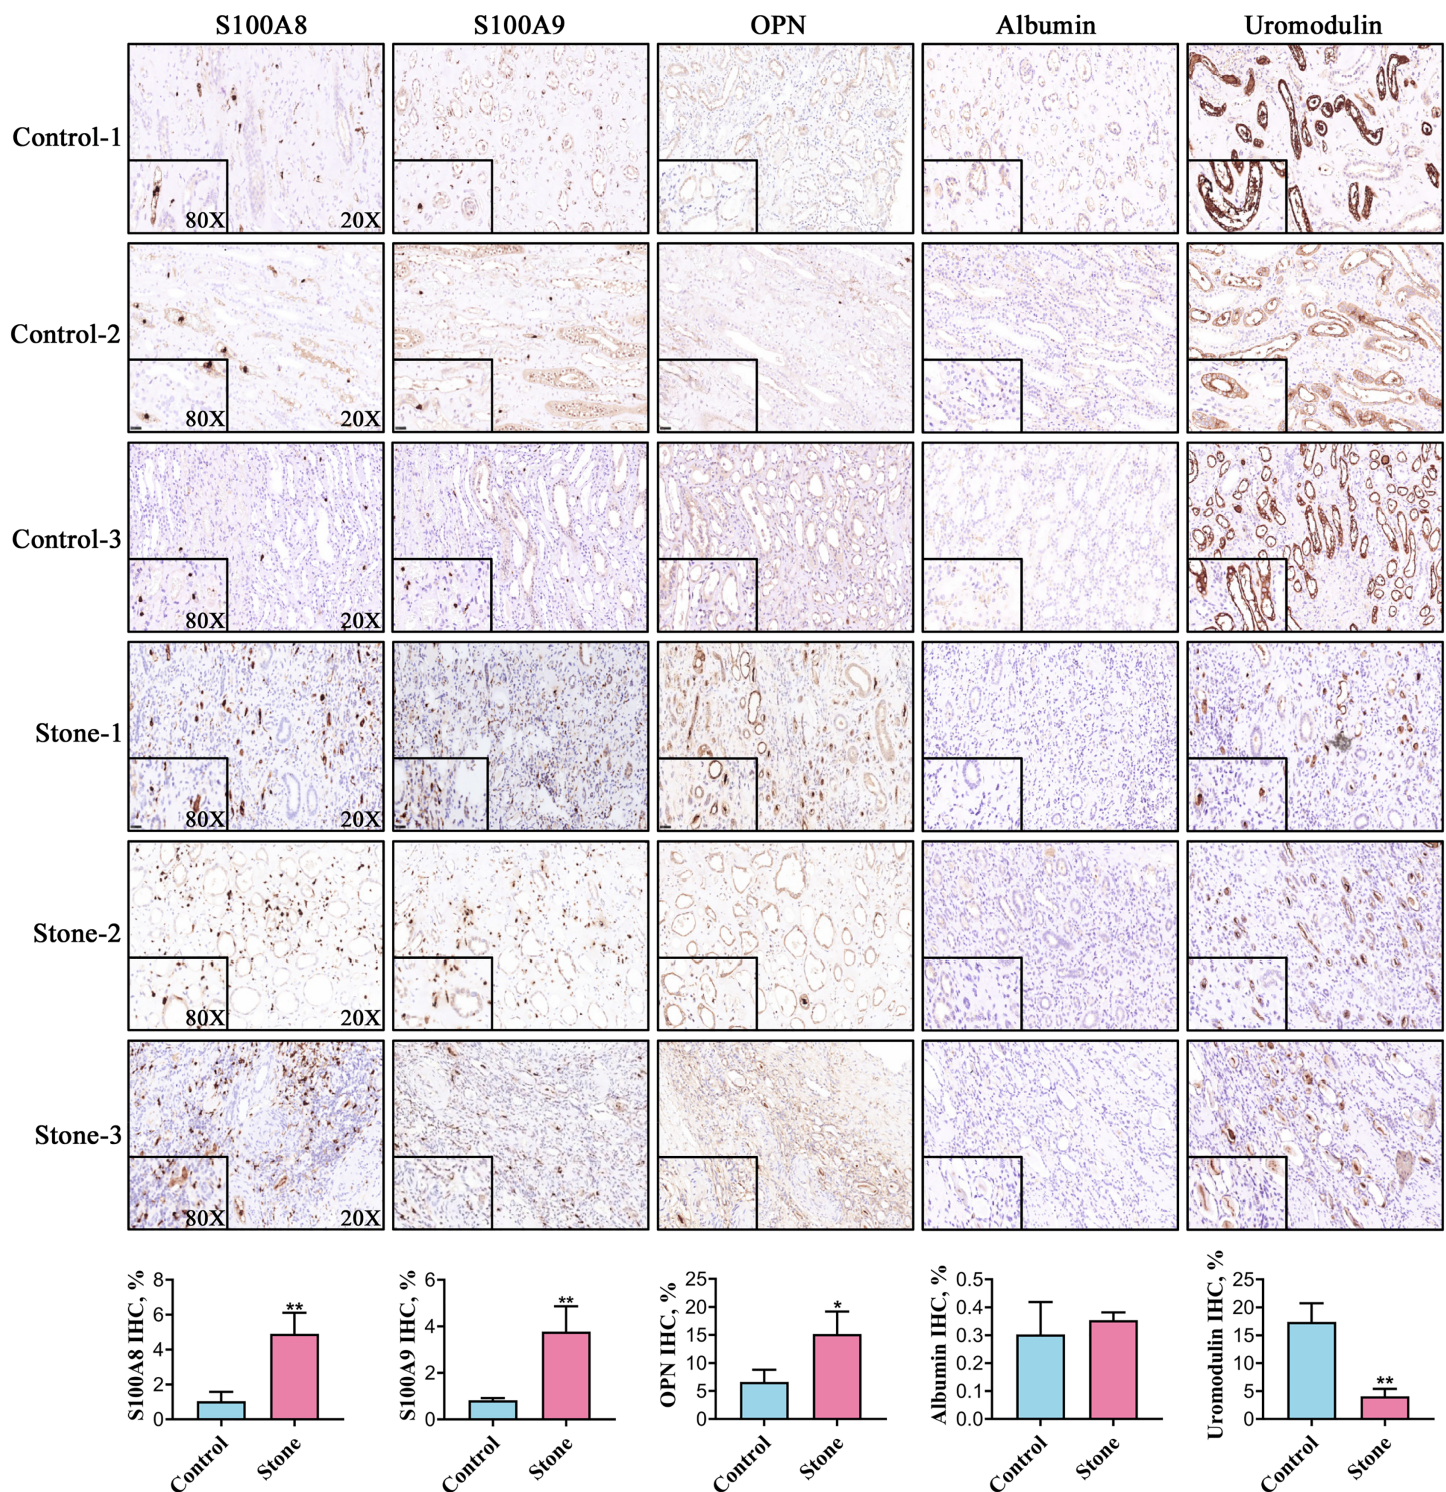 S100A8 S100A9 OPN Albumin Uromodulin
Control-1
80X 20X
Control-2
80X 20X
Control-3
80X 20X
Stone-1
80X 20X
Stone-2
80X 20X
Stone-3
80X 20X
S100A8 IHC, %
8
6
4
2
0
**
Control
Stone
S100A9 IHC, %
6
4
2
0
**
Control
Stone
OPN IHC, %
25
20
15
10
5
0
*
Control
Stone
Albumin IHC, %
0.5
0.4
0.3
0.2
0.1
0.0
Control
Stone
Uromodulin IHC, %
25
20
15
10
5
0
**
Control
Stone